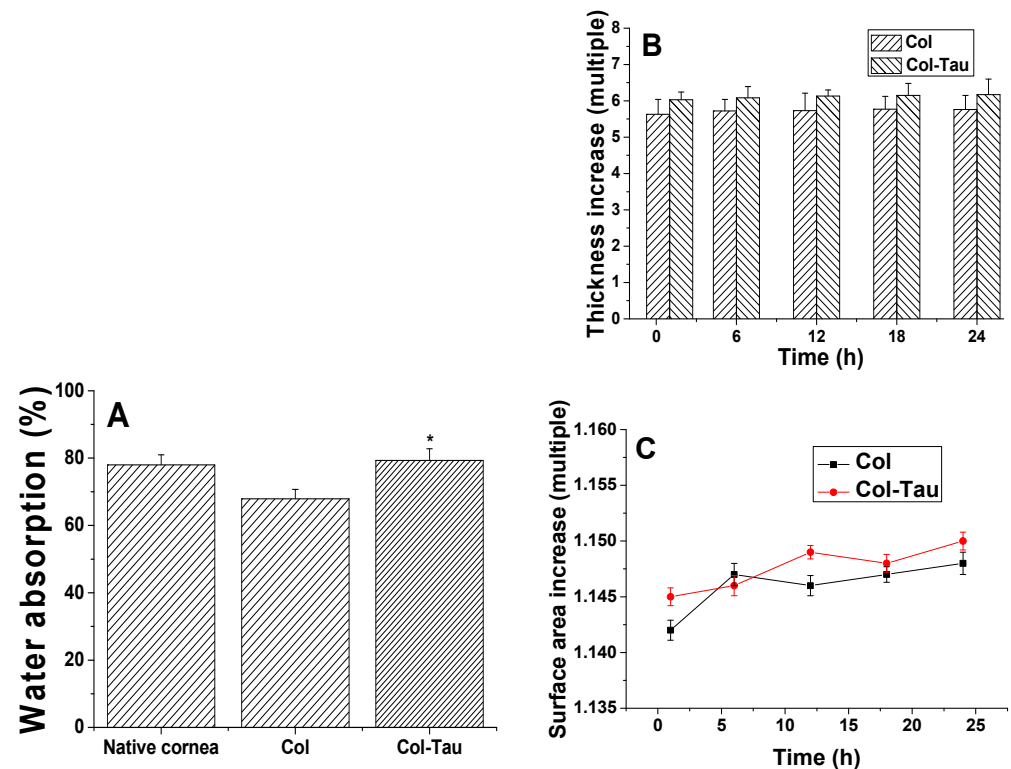 B
Col
Col-Tau
Thickness increase (multiple)
8
7
6
5
4
3
2
1
0
0 6 12 18 24
Time (h)
A
*
Water absorption (%)
100
80
60
40
20
0
Native cornea Col Col-Tau
C
Col
Col-Tau
Surface area increase (multiple)
1.160
1.155
1.150
1.145
1.140
1.135
0 5 10 15 20 25
Time (h)